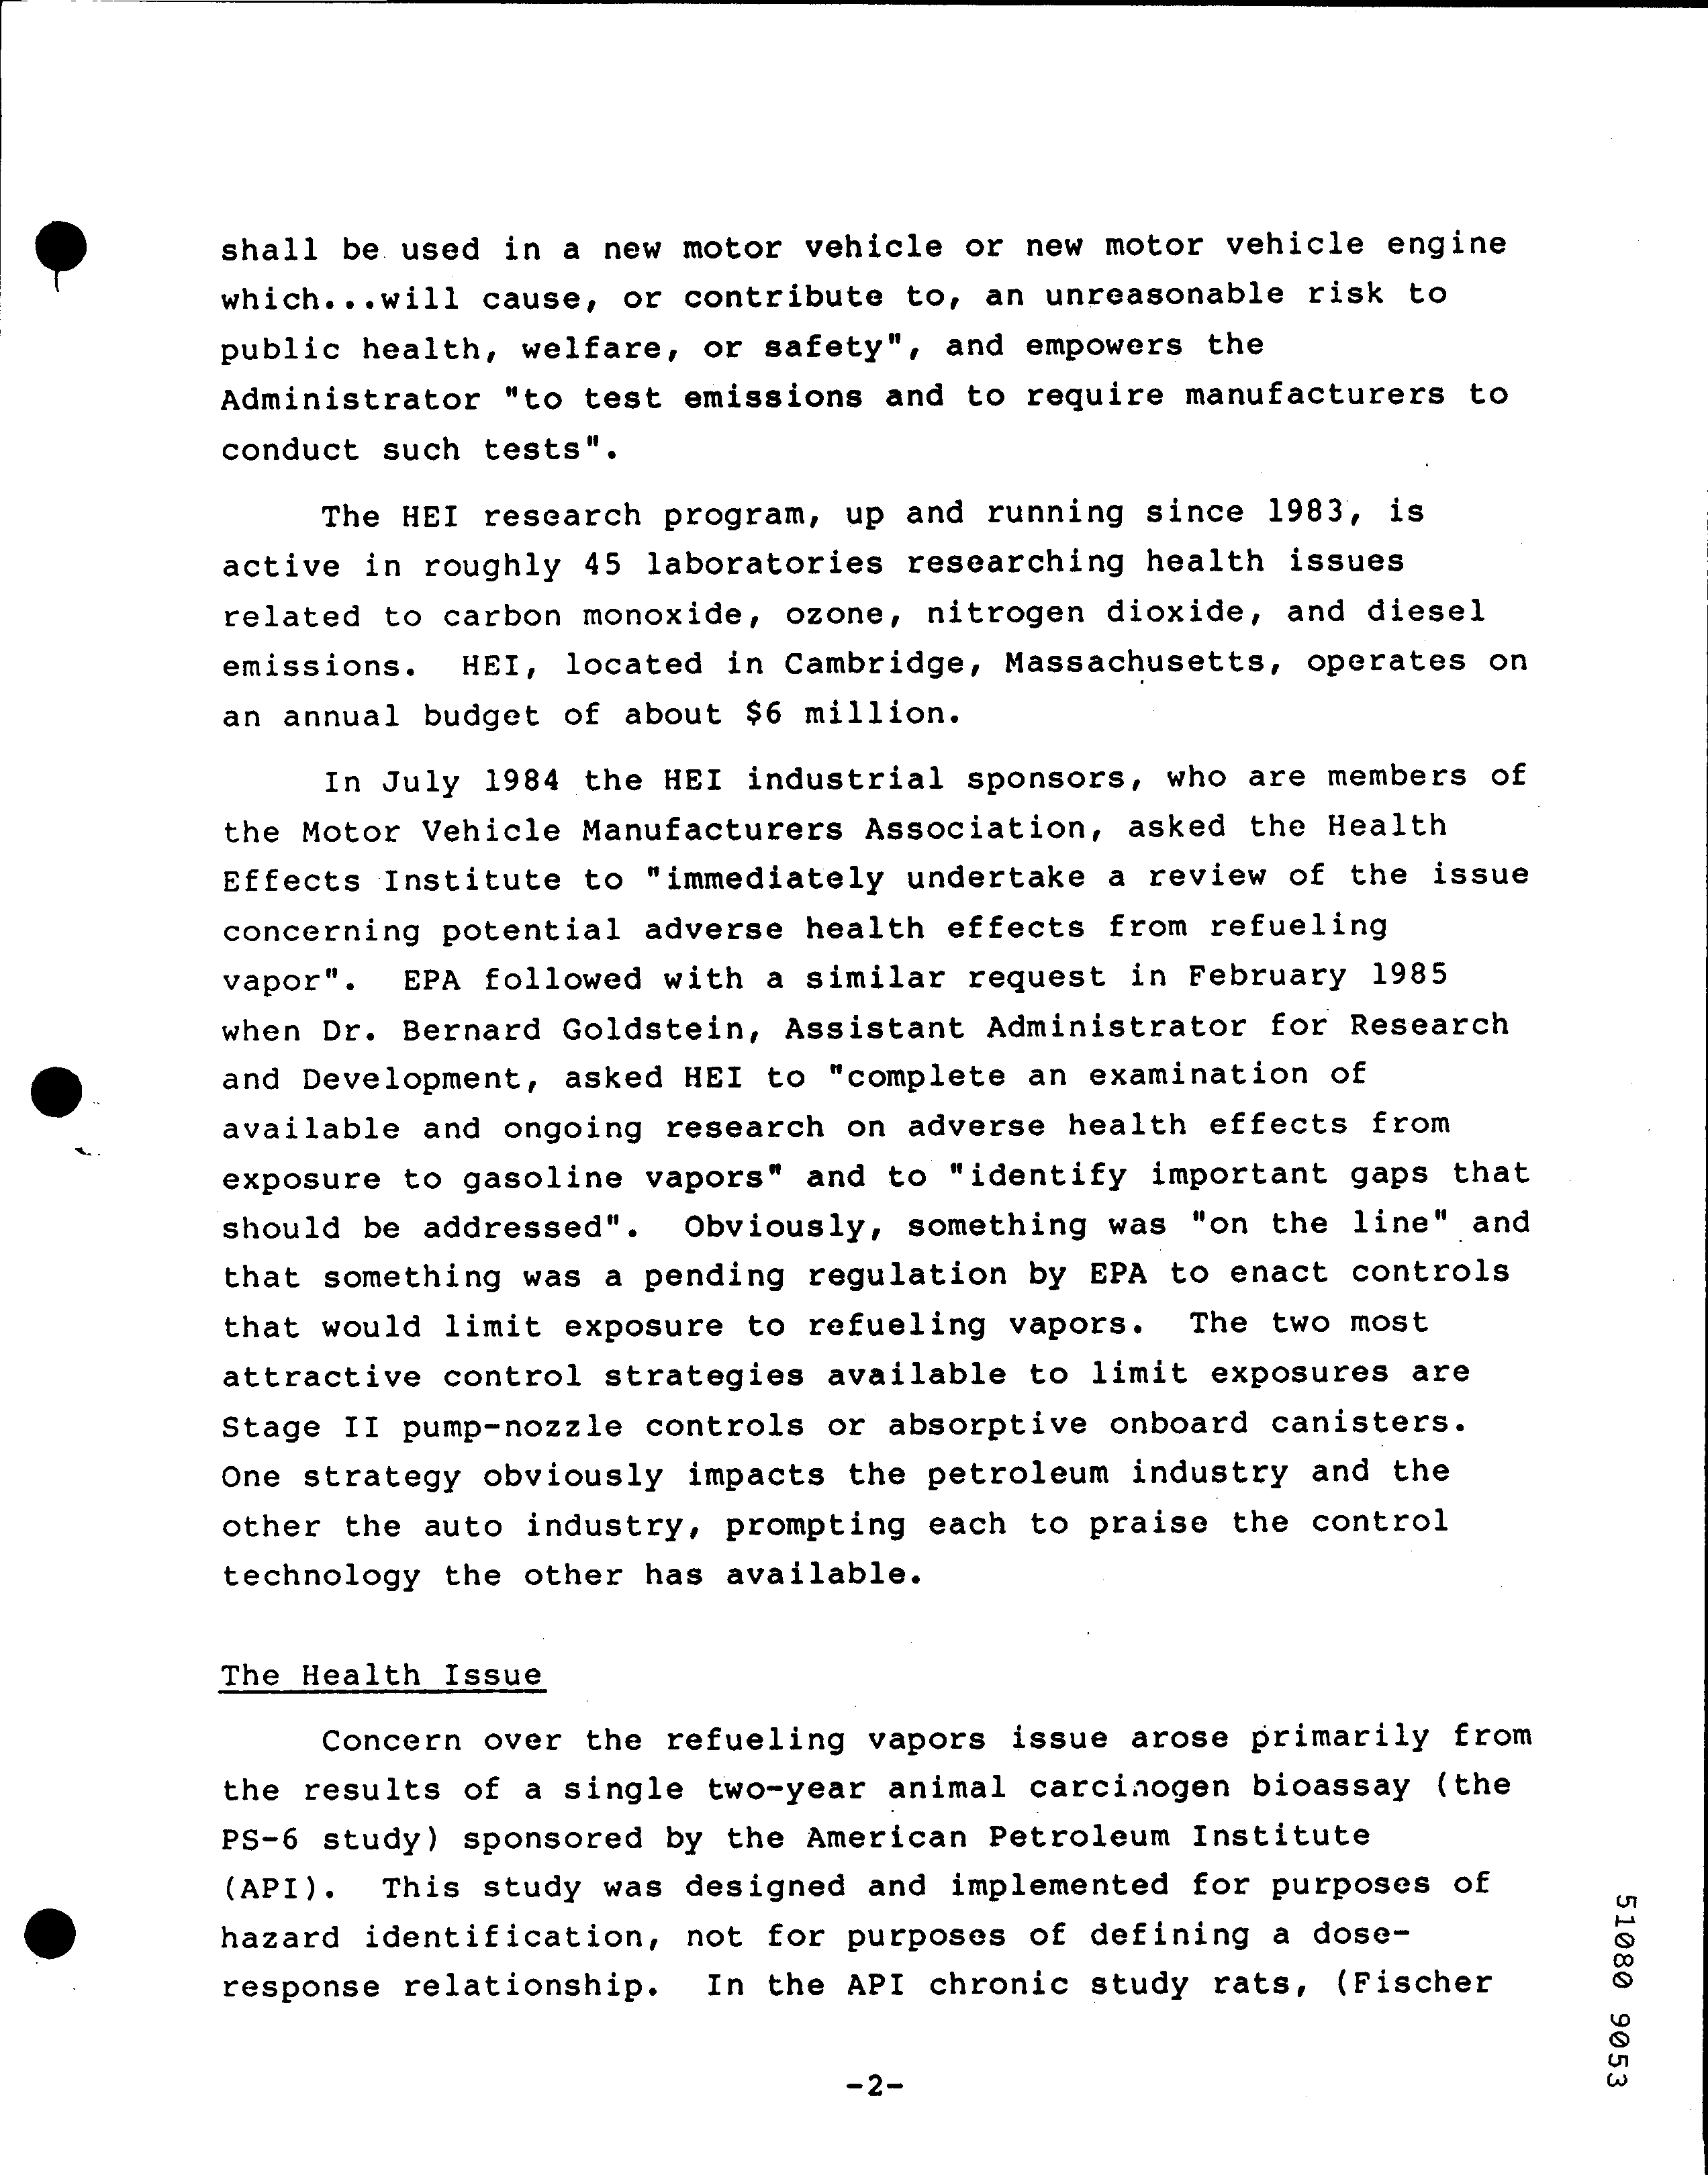 shall be used in a new motor vehicle or new motor vehicle engine
which...will cause, or contribute to, an unreasonable risk to
public health, welfare, or safety", and empowers the
Administrator "to test emissions and to require manufacturers to
conduct such tests".
The HEI research program, up and running since 1983, is
active in roughly 45 laboratories researching health issues
related to carbon monoxide, ozone, nitrogen dioxide, and diesel
emissions. HEI, located in Cambridge, Massachusetts, operates on
an annual budget of about $6 million.
In July 1984 the HEI industrial sponsors, who are members of
the Motor Vehicle Manufacturers Association, asked the Health
Effects Institute to "immediately undertake a review of the issue
concerning potential adverse health effects from refueling
vapor". EPA followed with a similar request in February 1985
when Dr. Bernard Goldstein, Assistant Administrator for Research
and Development, asked HEI to "complete an examination of
available and ongoing research on adverse health effects from
exposure to gasoline vapors" and to "identify important gaps that
should be addressed". Obviously, something was "on the line" and
that something was a pending regulation by EPA to enact controls
that would limit exposure to refueling vapors. The two most
attractive control strategies available to limit exposures are
Stage II pump-nozzle controls or absorptive onboard canisters.
One strategy obviously impacts the petroleum industry and the
other the auto industry, prompting each to praise the control
technology the other has available.
The Health Issue
Concern over the refueling vapors issue arose primarily from
the results of a single two-year animal carcinogen bioassay (the
PS-6 study) sponsored by the American Petroleum Institute
(API). This study was designed and implemented for purposes of
hazard identification, not for purposes of defining a dose-
response relationship. In the API chronic study rats, (Fischer
-2-
51080 9053